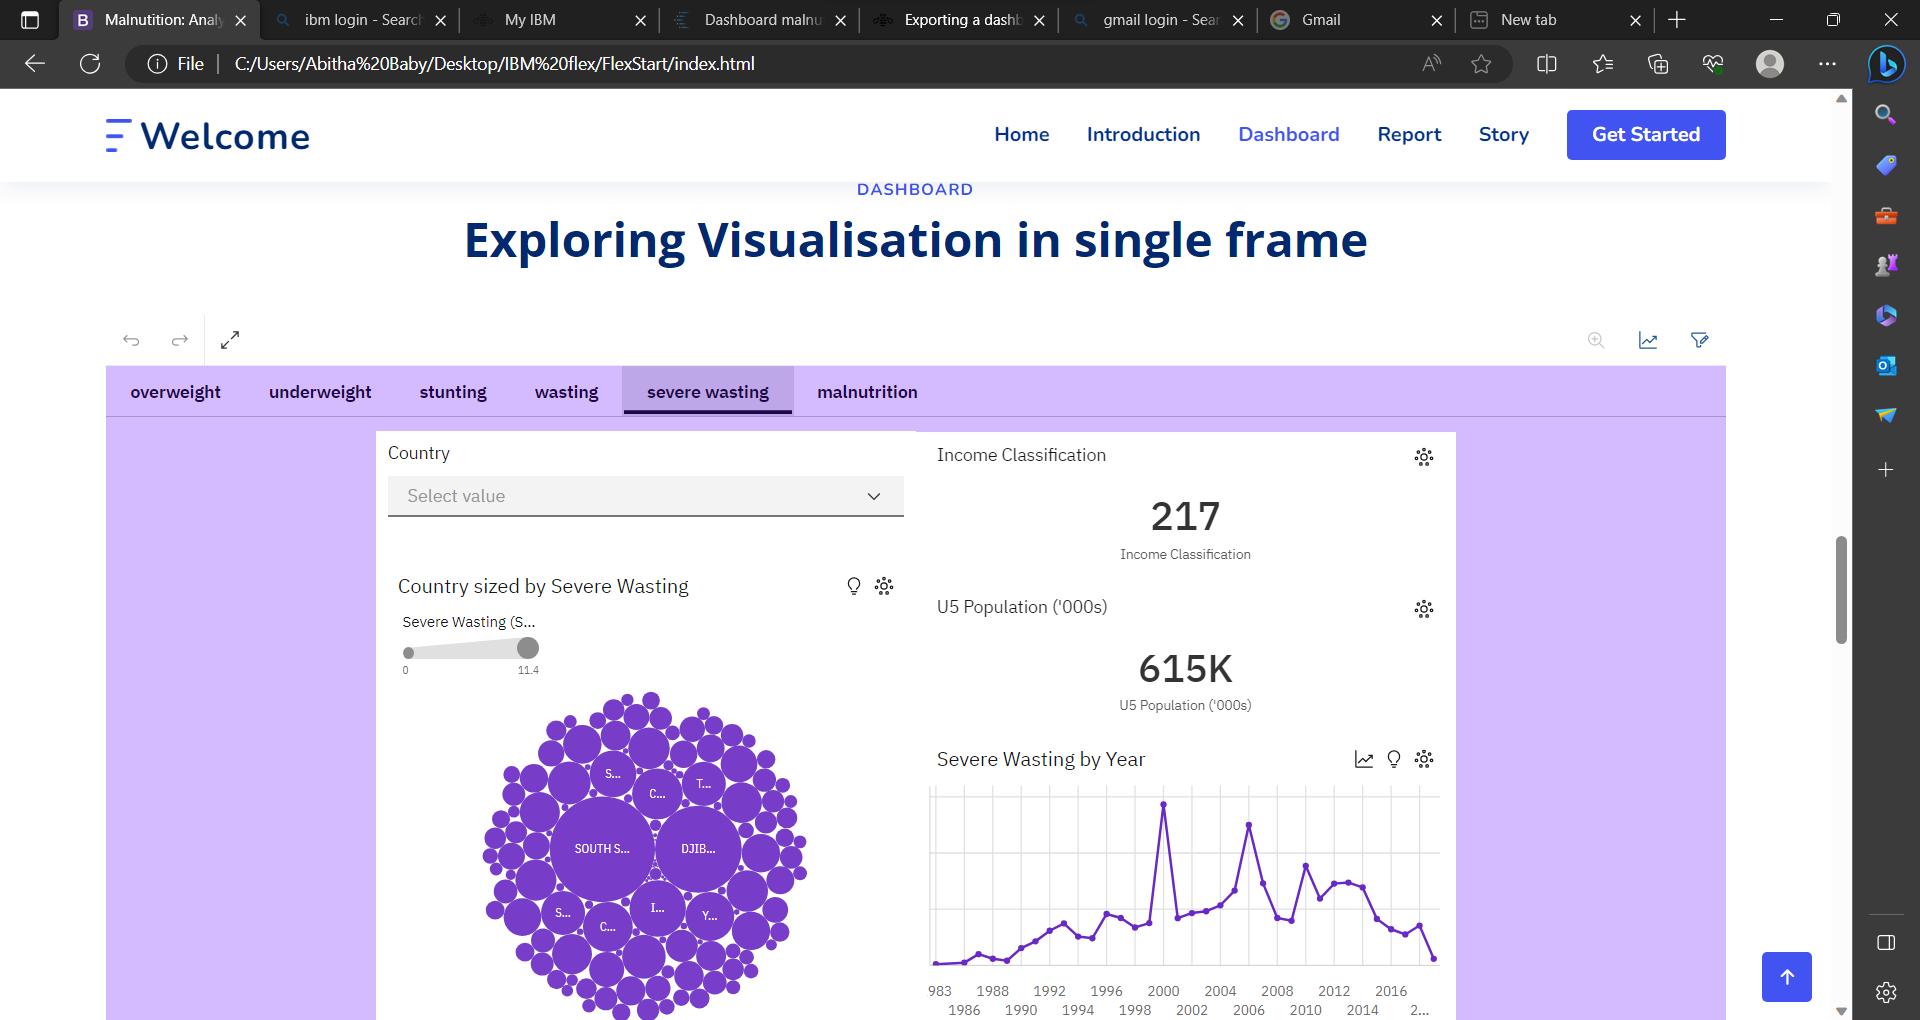 Malnutition: Analy
ibm login - Search
My IBM
Dashboard malnu
Exporting a dashb
gmail login - Sear
Gmail
New tab
File
C:/Users/Abitha%20Baby/Desktop/IBM%20flex/FlexStart/index.html
Welcome
Home
Introduction
Dashboard
Report
Story
Get Started
DASHBOARD
Exploring Visualisation in single frame
overweight
underweight
stunting
wasting
severe wasting
malnutrition
Country
Select value
Income Classification
217
Income Classification
Country sized by Severe Wasting
Severe Wasting (S...
0
11.4
U5 Population ('000s)
615K
U5 Population ('000s)
S...
C...
T...
SOUTH S...
DJIB...
S...
C...
I...
Y...
Severe Wasting by Year
983 1988 1992 1996 2000 2004 2008 2012 2016
1986 1990 1994 1998 2002 2006 2010 2014 2...